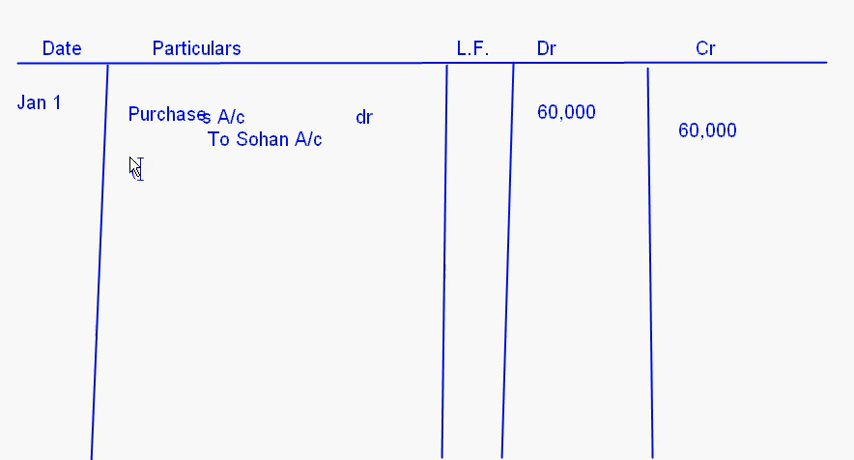 Date Particulars L.F. Dr Cr
Jan 1 Purchases A/c dr 60,000
To Sohan A/c 60,000
(